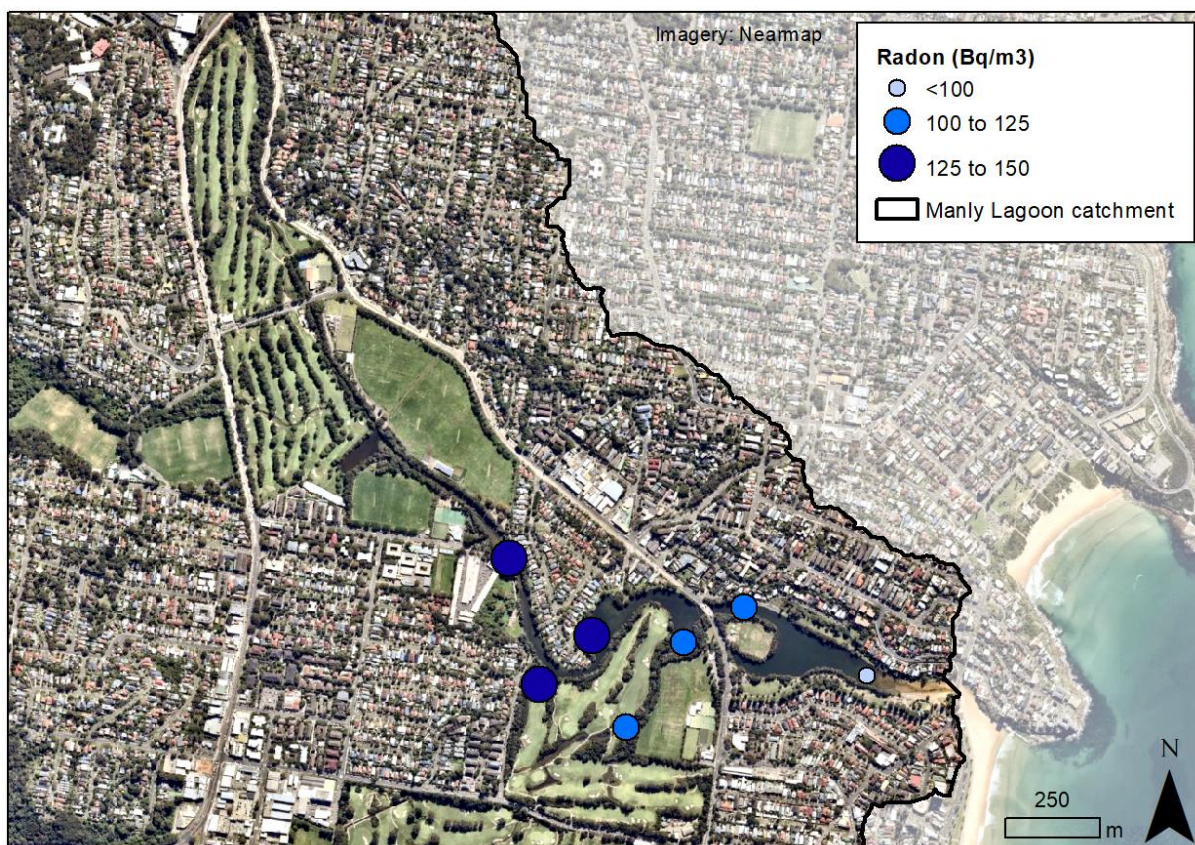 Imagery: Nearmap
Radon (Bq/m3)
<100
100 to 125
125 to 150
Manly Lagoon catchment
N
250
m